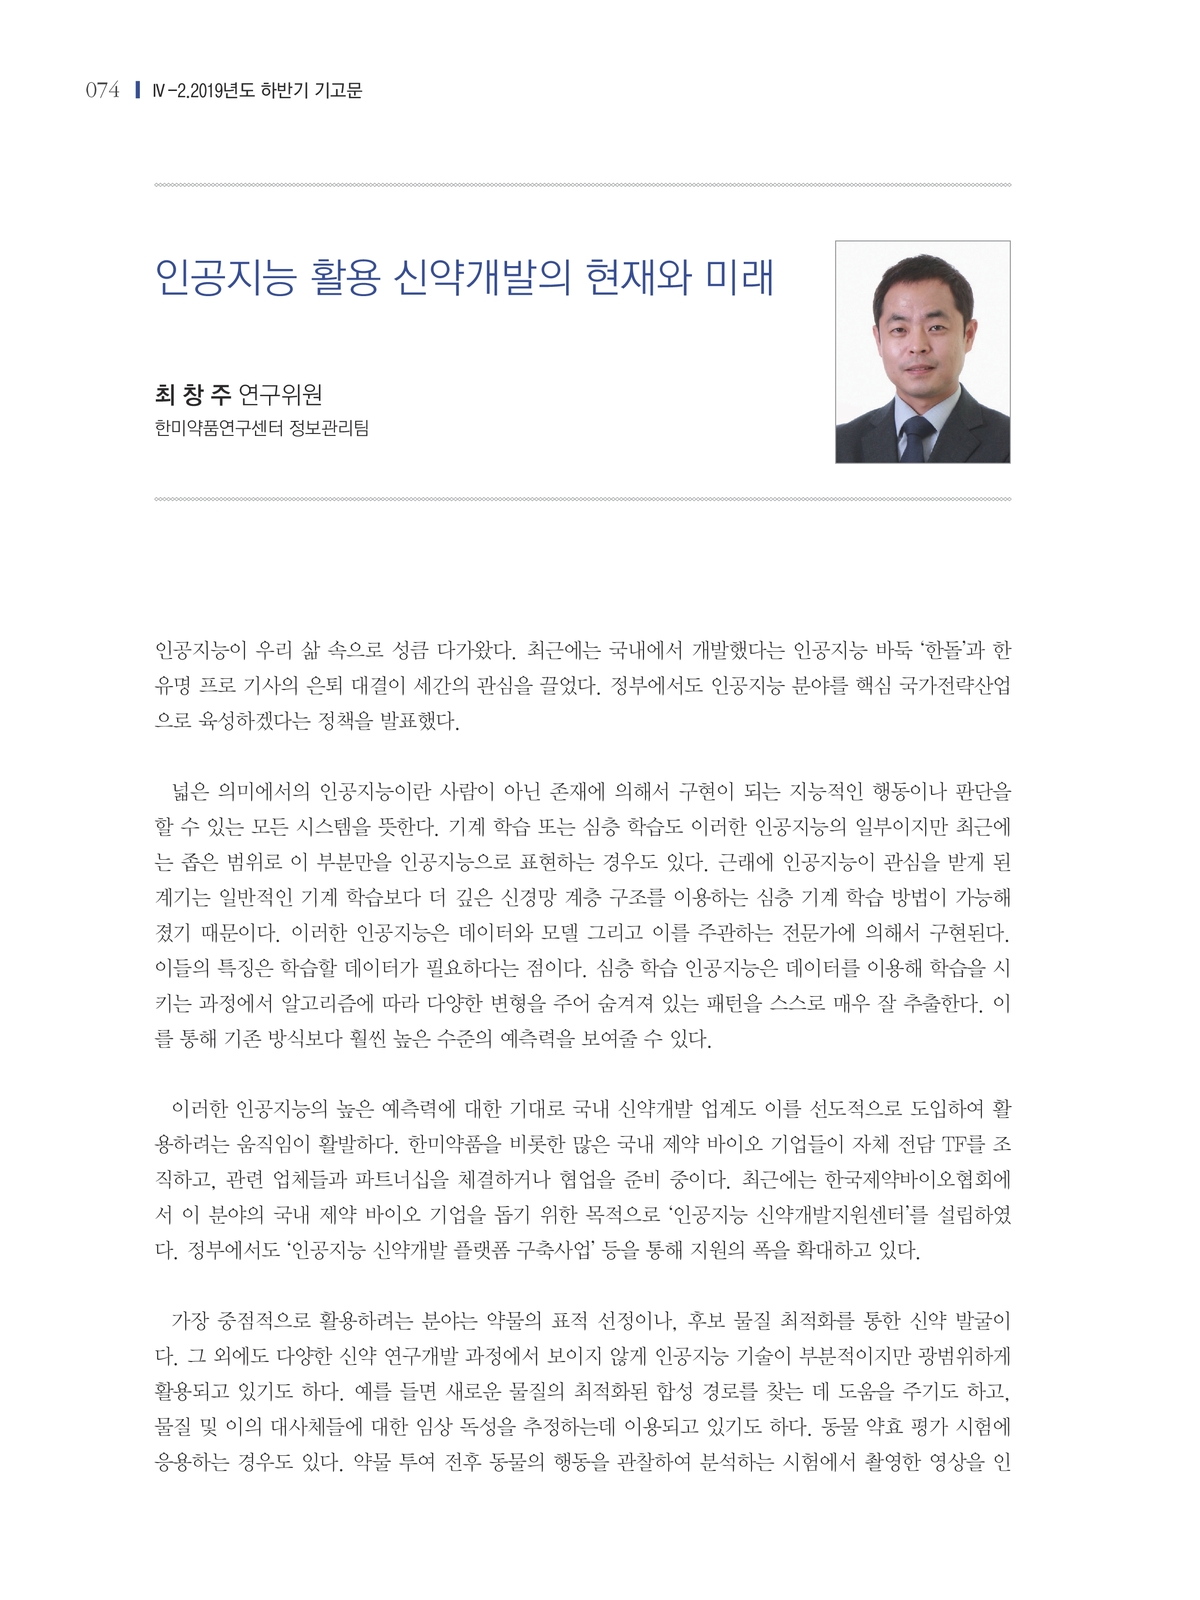 074 Ⅳ-2.2019년도 하반기 기고문
인공지능 활용 신약개발의 현재와 미래
최 창 주 연구위원
한미약품연구센터 정보관리팀
인공지능이 우리 삶 속으로 성큼 다가왔다. 최근에는 국내에서 개발했다는 인공지능 바둑 ‘한돌’과 한
유명 프로 기사의 은퇴 대결이 세간의 관심을 끌었다. 정부에서도 인공지능 분야를 핵심 국가전략산업
으로 육성하겠다는 정책을 발표했다.
넓은 의미에서의 인공지능이란 사람이 아닌 존재에 의해서 구현이 되는 지능적인 행동이나 판단을
할 수 있는 모든 시스템을 뜻한다. 기계 학습 또는 심층 학습도 이러한 인공지능의 일부이지만 최근에
는 좁은 범위로 이 부분만을 인공지능으로 표현하는 경우도 있다. 근래에 인공지능이 관심을 받게 된
계기는 일반적인 기계 학습보다 더 깊은 신경망 계층 구조를 이용하는 심층 기계 학습 방법이 가능해
졌기 때문이다. 이러한 인공지능은 데이터와 모델 그리고 이를 주관하는 전문가에 의해서 구현된다.
이들의 특징은 학습할 데이터가 필요하다는 점이다. 심층 학습 인공지능은 데이터를 이용해 학습을 시
키는 과정에서 알고리즘에 따라 다양한 변형을 주어 숨겨져 있는 패턴을 스스로 매우 잘 추출한다. 이
를 통해 기존 방식보다 훨씬 높은 수준의 예측력을 보여줄 수 있다.
이러한 인공지능의 높은 예측력에 대한 기대로 국내 신약개발 업계도 이를 선도적으로 도입하여 활
용하려는 움직임이 활발하다. 한미약품을 비롯한 많은 국내 제약 바이오 기업들이 자체 전담 TF를 조
직하고, 관련 업체들과 파트너십을 체결하거나 협업을 준비 중이다. 최근에는 한국제약바이오협회에
서 이 분야의 국내 제약 바이오 기업을 돕기 위한 목적으로 ‘인공지능 신약개발지원센터’를 설립하였
다. 정부에서도 ‘인공지능 신약개발 플랫폼 구축사업’ 등을 통해 지원의 폭을 확대하고 있다.
가장 중점적으로 활용하려는 분야는 약물의 표적 선정이나, 후보 물질 최적화를 통한 신약 발굴이
다. 그 외에도 다양한 신약 연구개발 과정에서 보이지 않게 인공지능 기술이 부분적이지만 광범위하게
활용되고 있기도 하다. 예를 들면 새로운 물질의 최적화된 합성 경로를 찾는 데 도움을 주기도 하고,
물질 및 이의 대사체들에 대한 임상 독성을 추정하는데 이용되고 있기도 하다. 동물 약효 평가 시험에
응용하는 경우도 있다. 약물 투여 전후 동물의 행동을 관찰하여 분석하는 시험에서 촬영한 영상을 인